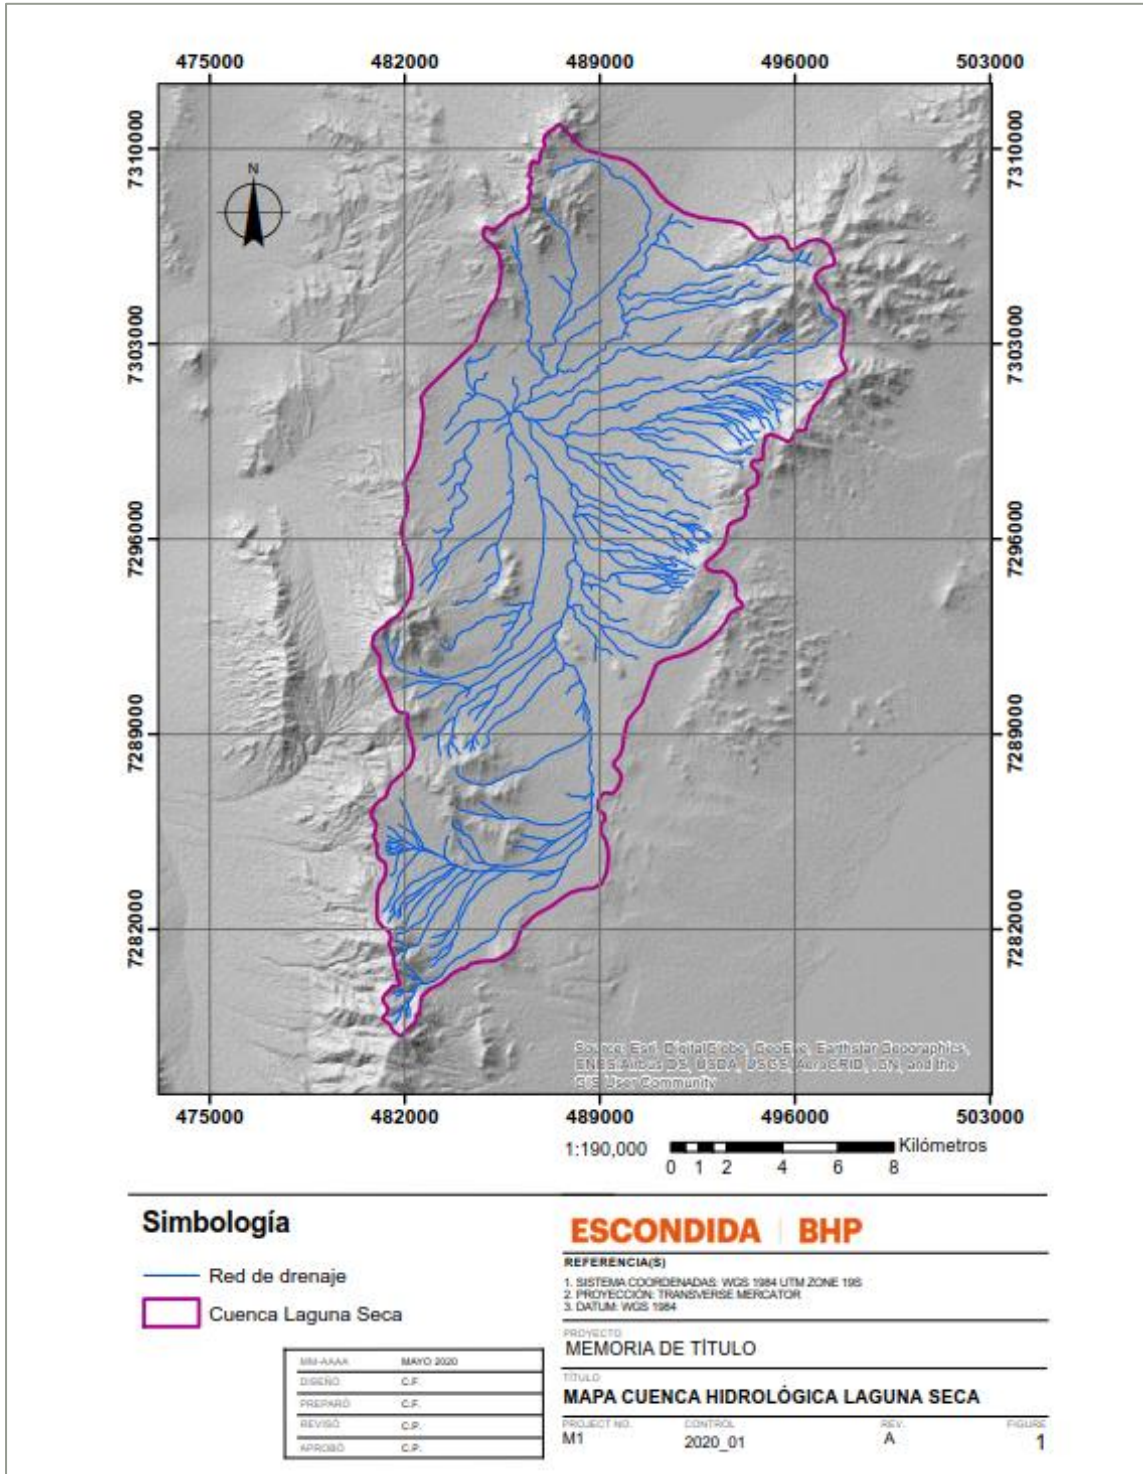 475000 482000 489000 496000 503000
7310000 7310000
N
7303000 7303000
7296000 7296000
7289000 7289000
7282000 7282000
Source: Esri, DigitalGlobe, GeoEye, Earthstar Geographics,
CNES/Airbus DS, USDA, USGS, AeroGRID, IGN, and the
GIS User Community
475000 482000 489000 496000 503000
1:190,000 Kilómetros
0 1 2 4 6 8
Simbología
Red de drenaje
Cuenca Laguna Seca
MM-AAAA MAYO 2020
DISEÑO C.F.
PREPARÓ C.F.
REVISÓ C.P.
APROBÓ C.P.
ESCONDIDA | BHP
REFERENCIA(S)
1. SISTEMA COORDENADAS: WGS 1984 UTM ZONE 19S
2. PROYECCIÓN: TRANSVERSE MERCATOR
3. DATUM: WGS 1984
PROYECTO
MEMORIA DE TÍTULO
TÍTULO
MAPA CUENCA HIDROLÓGICA LAGUNA SECA
PROJECT NO. CONTROL REV. FIGURE
M1 2020_01 A 1